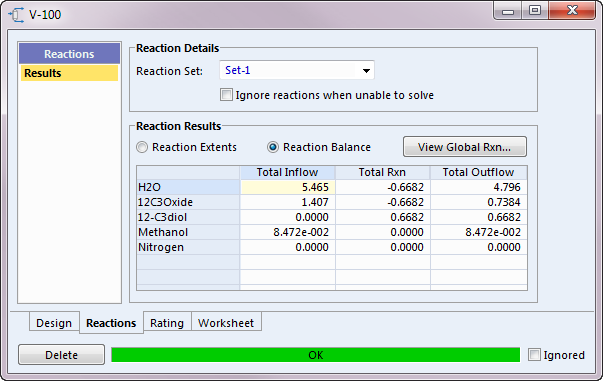 V-100
Reactions
Results
Reaction Details
Reaction Set: Set-1
Ignore reactions when unable to solve
Reaction Results
Reaction Extents Reaction Balance View Global Rxn...
Total Inflow Total Rxn Total Outflow
H2O 5.465 -0.6682 4.796
12C3Oxide 1.407 -0.6682 0.7384
12-C3diol 0.0000 0.6682 0.6682
Methanol 8.472e-002 0.0000 8.472e-002
Nitrogen 0.0000 0.0000 0.0000
Design Reactions Rating Worksheet
Delete OK Ignored